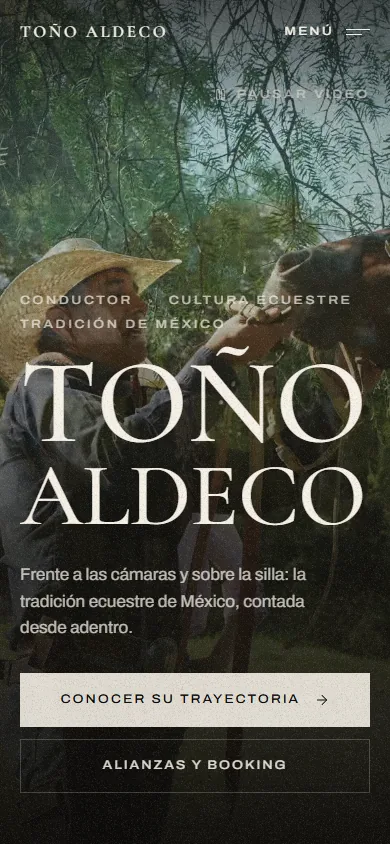 TOÑO ALDECO
MENÚ
PAUSAR VÍDEO
CONDUCTOR · CULTURA ECUESTRE
TRADICIÓN DE MÉXICO
TOÑO
ALDECO
Frente a las cámaras y sobre la silla: la
tradición ecuestre de México, contada
desde adentro.
CONOCER SU TRAYECTORIA →
ALIANZAS Y BOOKING